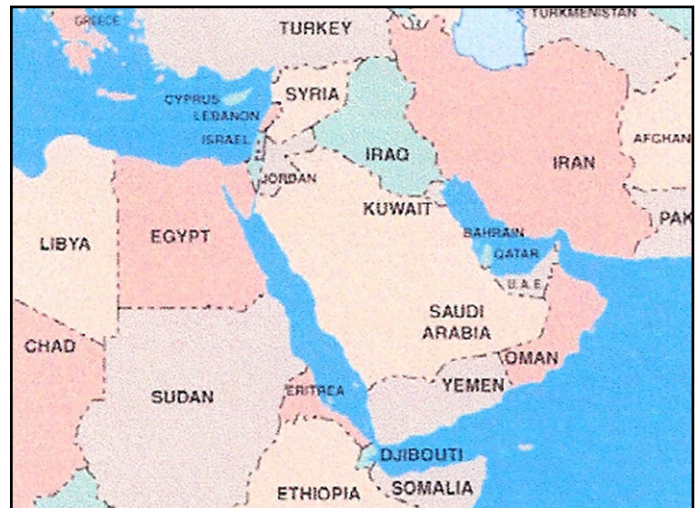 GREECE
TURKEY
TURKMENISTAN
CYPRUS
SYRIA
LEBANON
ISRAEL
IRAQ
IRAN
AFGHAN
JORDAN
KUWAIT
PAK
LIBYA
EGYPT
BAHRAIN
QATAR
U.A.E.
SAUDI
ARABIA
CHAD
OMAN
SUDAN
ERITREA
YEMEN
DJIBOUTI
ETHIOPIA
SOMALIA